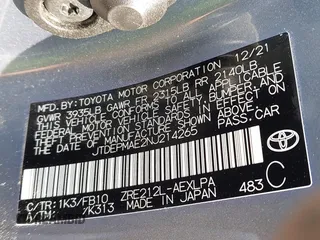 MFD.BY:TOYOTA MOTOR CORPORATION 12/21
GVWR 3935LB GAWR FR 2315LB RR 2140LB
THIS VEHICLE CONFORMS TO ALL APPLICABLE
FEDERAL MOTOR VEHICLE SAFETY, BUMPER, AND
THEFT PREVENTION STANDARDS IN EFFECT ON
THE DATE OF MANUFACTURE SHOWN ABOVE.
JTDEPMAE2NJ214265 PASS.CAR
C/TR:1K3/FB10 ZRE212L-AEXLPA C
A/TM: /K313 MADE IN JAPAN 483
TOYOTA